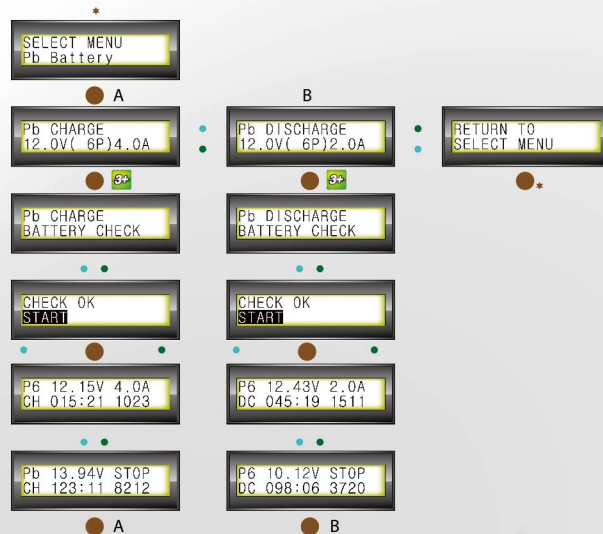 *
SELECT MENU
Pb Battery
A
B
Pb CHARGE
12.0V( 6P)4.0A
Pb DISCHARGE
12.0V( 6P)2.0A
RETURN TO
SELECT MENU
3+
3+
*
Pb CHARGE
BATTERY CHECK
Pb DISCHARGE
BATTERY CHECK
CHECK OK
START
CHECK OK
START
P6 12.15V 4.0A
CH 015:21 1023
P6 12.43V 2.0A
DC 045:19 1511
Pb 13.94V STOP
CH 123:11 8212
P6 10.12V STOP
DC 098:06 3720
A
B